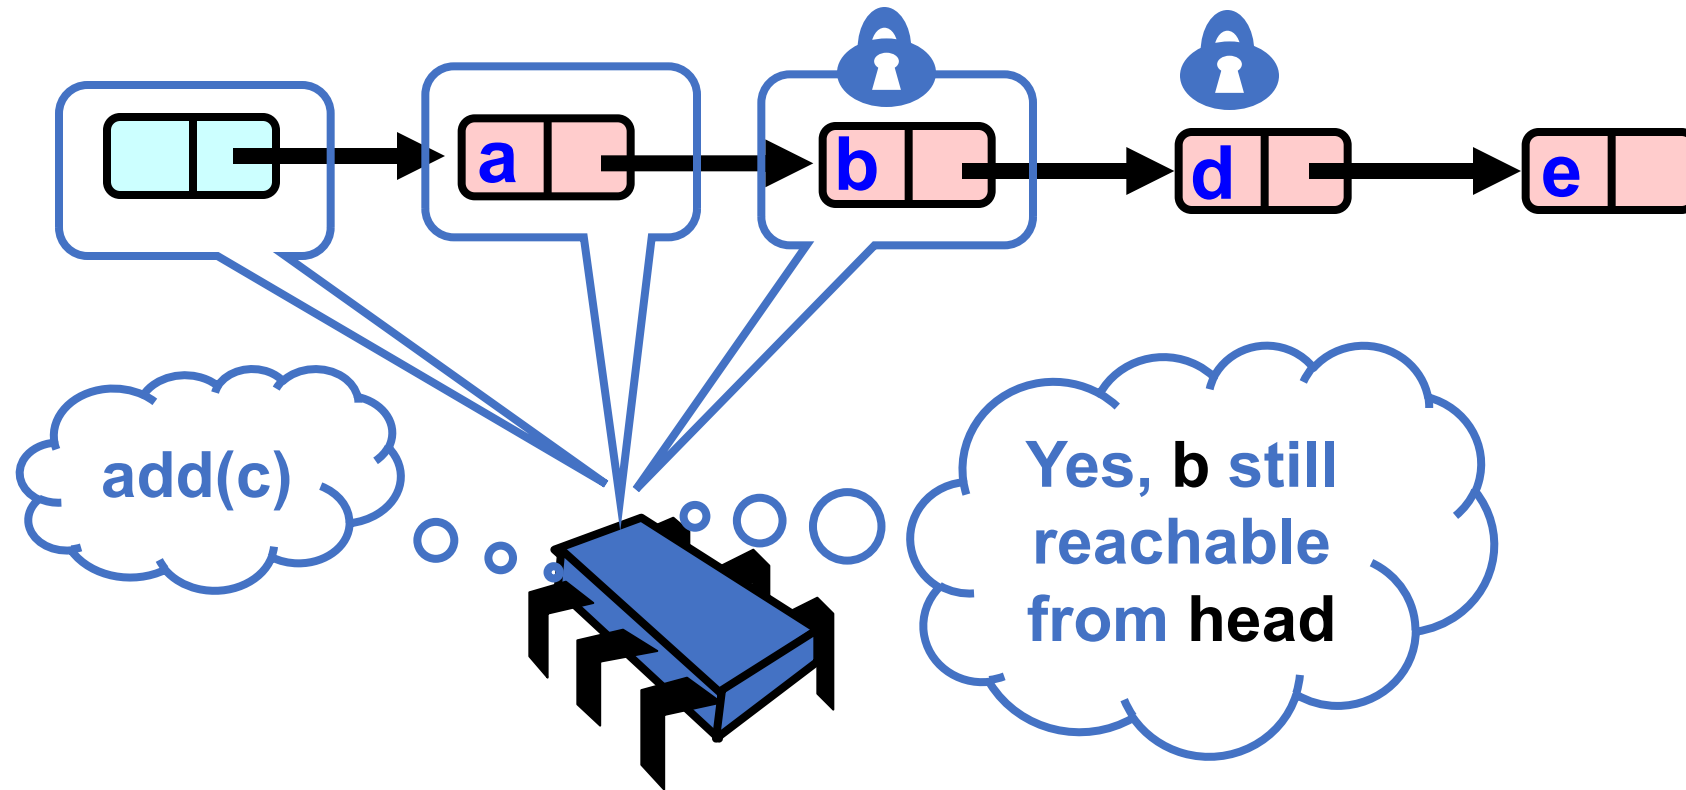 a
b
d
e
add(c)
Yes, b still
reachable
from head